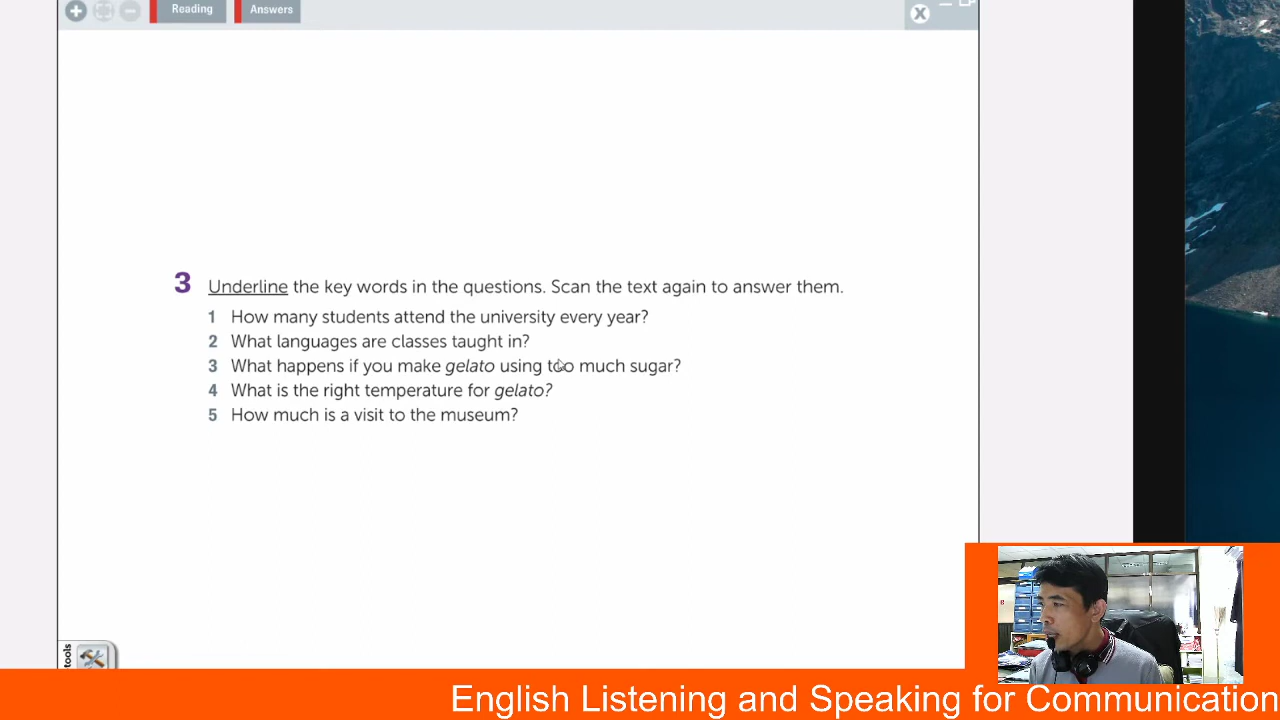 Reading Answers
3 Underline the key words in the questions. Scan the text again to answer them.
1 How many students attend the university every year?
2 What languages are classes taught in?
3 What happens if you make gelato using too much sugar?
4 What is the right temperature for gelato?
5 How much is a visit to the museum?
tools
English Listening and Speaking for Communication